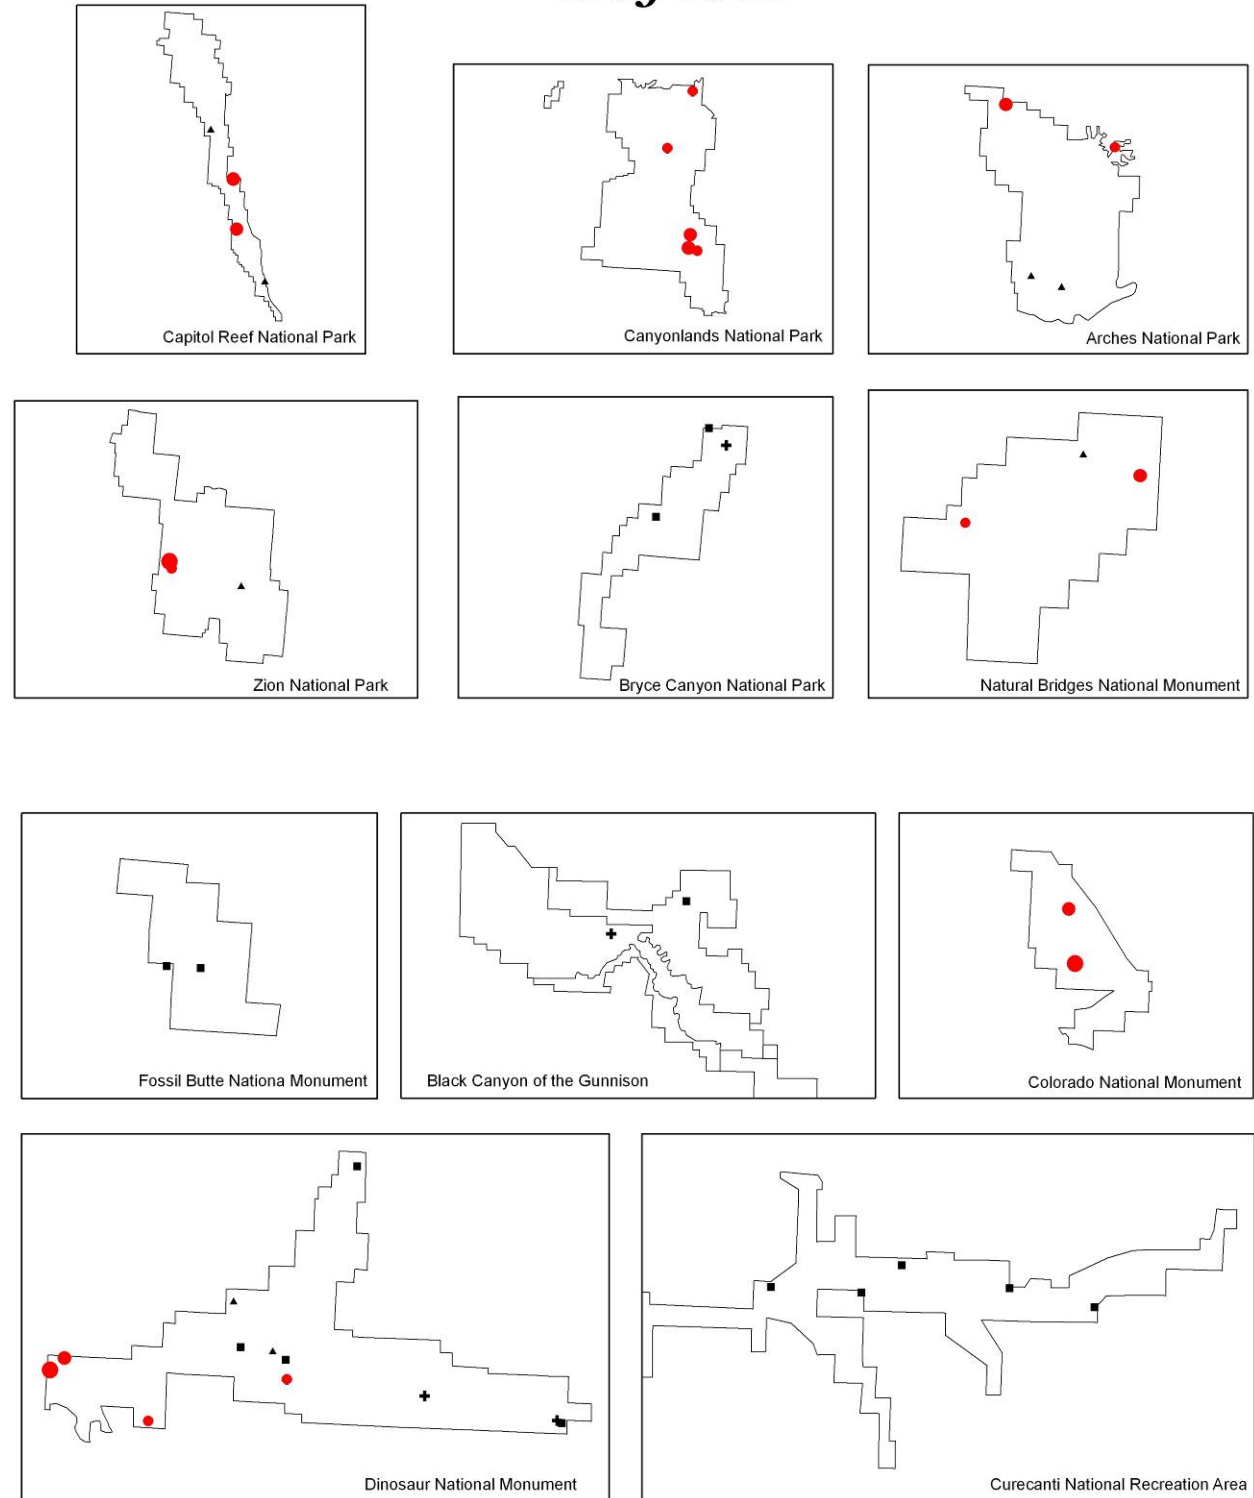 Capitol Reef National Park
Canyonlands National Park
Arches National Park
Zion National Park
Bryce Canyon National Park
Natural Bridges National Monument
Fossil Butte Nationa Monument
Black Canyon of the Gunnison
Colorado National Monument
Dinosaur National Monument
Curecanti National Recreation Area